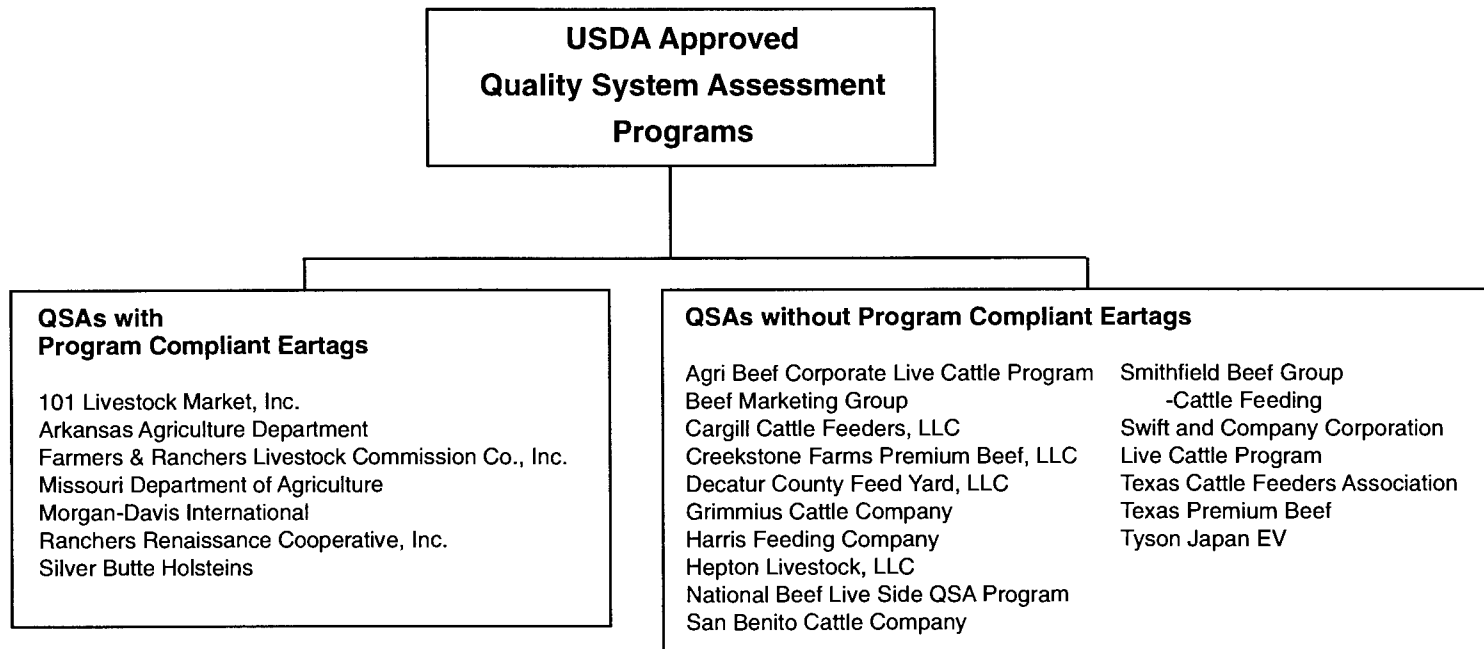 USDA Approved
Quality System Assessment
Programs
QSAs with
Program Compliant Eartags
101 Livestock Market, Inc.
Arkansas Agriculture Department
Farmers & Ranchers Livestock Commission Co., Inc.
Missouri Department of Agriculture
Morgan-Davis International
Ranchers Renaissance Cooperative, Inc.
Silver Butte Holsteins
QSAs without Program Compliant Eartags
Agri Beef Corporate Live Cattle Program
Beef Marketing Group
Cargill Cattle Feeders, LLC
Creekstone Farms Premium Beef, LLC
Decatur County Feed Yard, LLC
Grimmius Cattle Company
Harris Feeding Company
Hepton Livestock, LLC
National Beef Live Side QSA Program
San Benito Cattle Company
Smithfield Beef Group
-Cattle Feeding
Swift and Company Corporation
Live Cattle Program
Texas Cattle Feeders Association
Texas Premium Beef
Tyson Japan EV